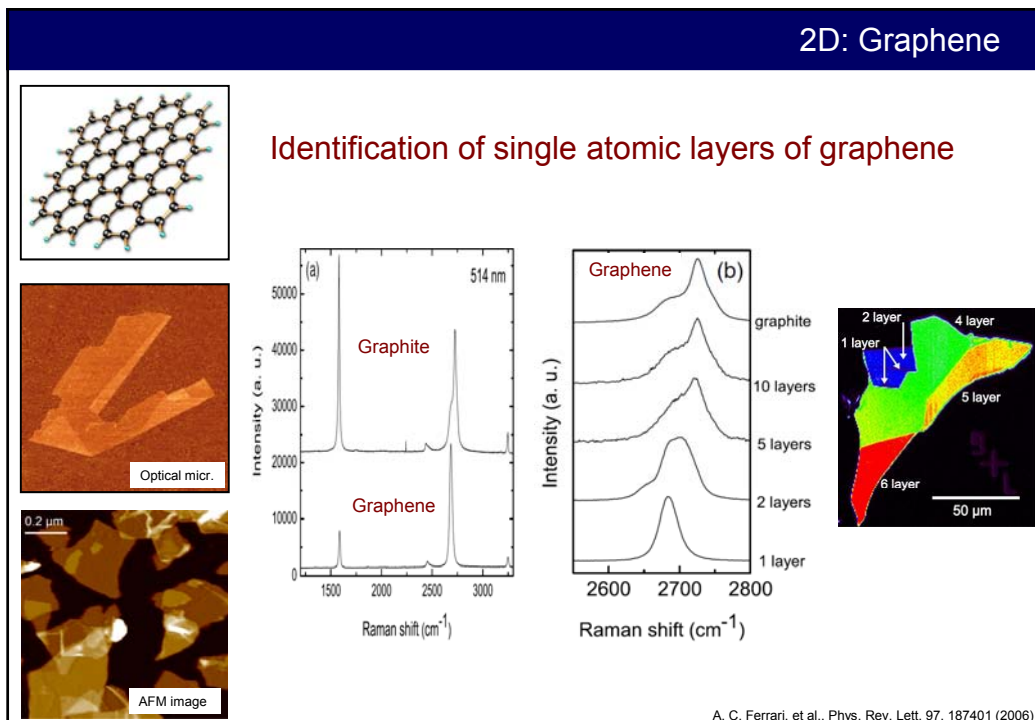 2D: Graphene
Identification of single atomic layers of graphene
Optical micr.
0.2 µm
AFM image
(a)
514 nm
Graphite
Graphene
50000
40000
30000
20000
10000
0
Intensity (a. u.)
1500
2000
2500
3000
Raman shift (cm-1)
Graphene
(b)
graphite
10 layers
5 layers
2 layers
1 layer
Intensity (a. u.)
2600
2700
2800
Raman shift (cm-1)
2 layer
4 layer
1 layer
5 layer
6 layer
50 µm
A. C. Ferrari, et al., Phys. Rev. Lett. 97, 187401 (2006)